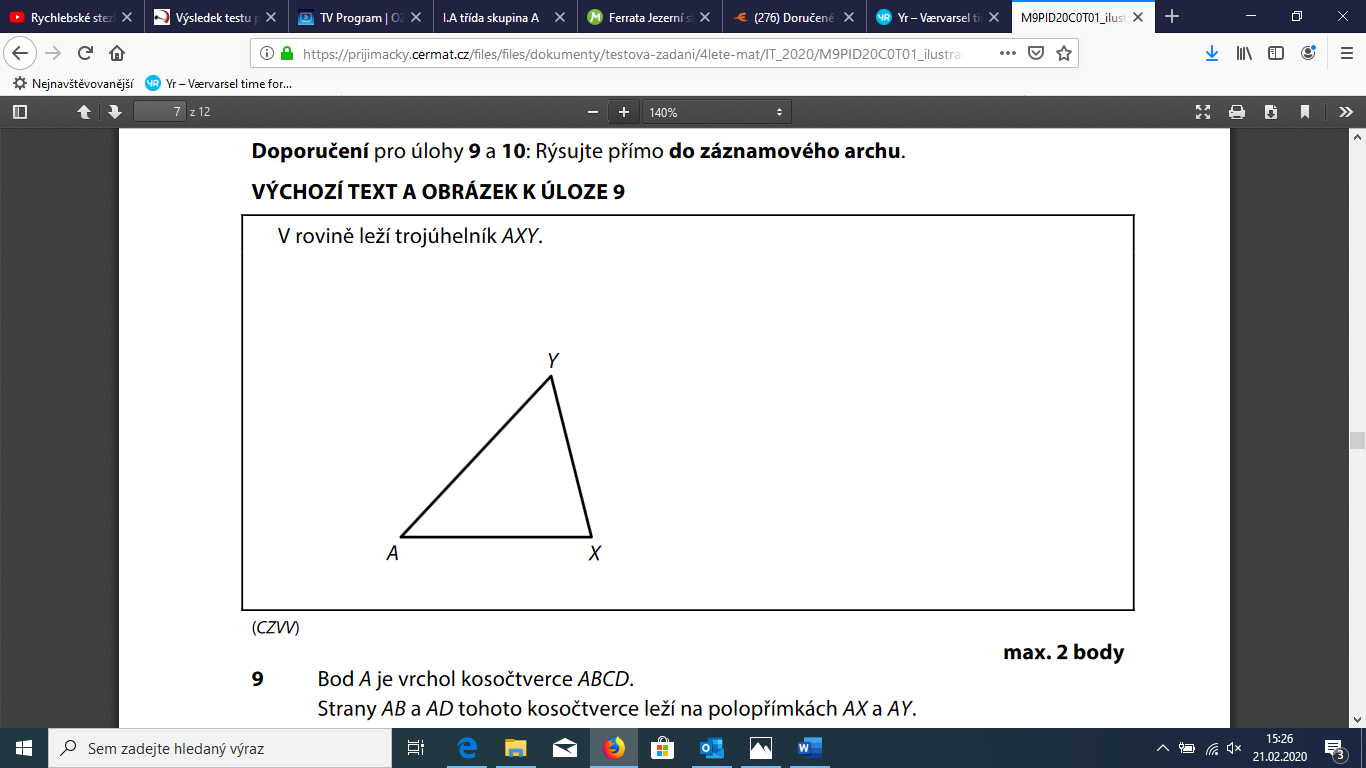 Rychlebské stez
Výsledek testu p
TV Program | O2
I.A třída skupina A
Ferrata Jezerní s
(276) Doručené
Yr – Værvarsel ti
M9PID20C0T01_ilust
https://prijimacky.cermat.cz/files/files/dokumenty/testova-zadani/4lete-mat/IT_2020/M9PID20C0T01_ilustra
Nejnavštěvovanější
Yr – Værvarsel time for...
7 z 12
140%
Doporučení pro úlohy 9 a 10: Rýsujte přímo do záznamového archu.
VÝCHOZÍ TEXT A OBRÁZEK K ÚLOZE 9
V rovině leží trojúhelník AXY.
Y
A
X
(CZVV)
max. 2 body
9 Bod A je vrchol kosočtverce ABCD.
Strany AB a AD tohoto kosočtverce leží na polopřímkách AX a AY.
Sem zadejte hledaný výraz
15:26
21.02.2020
3